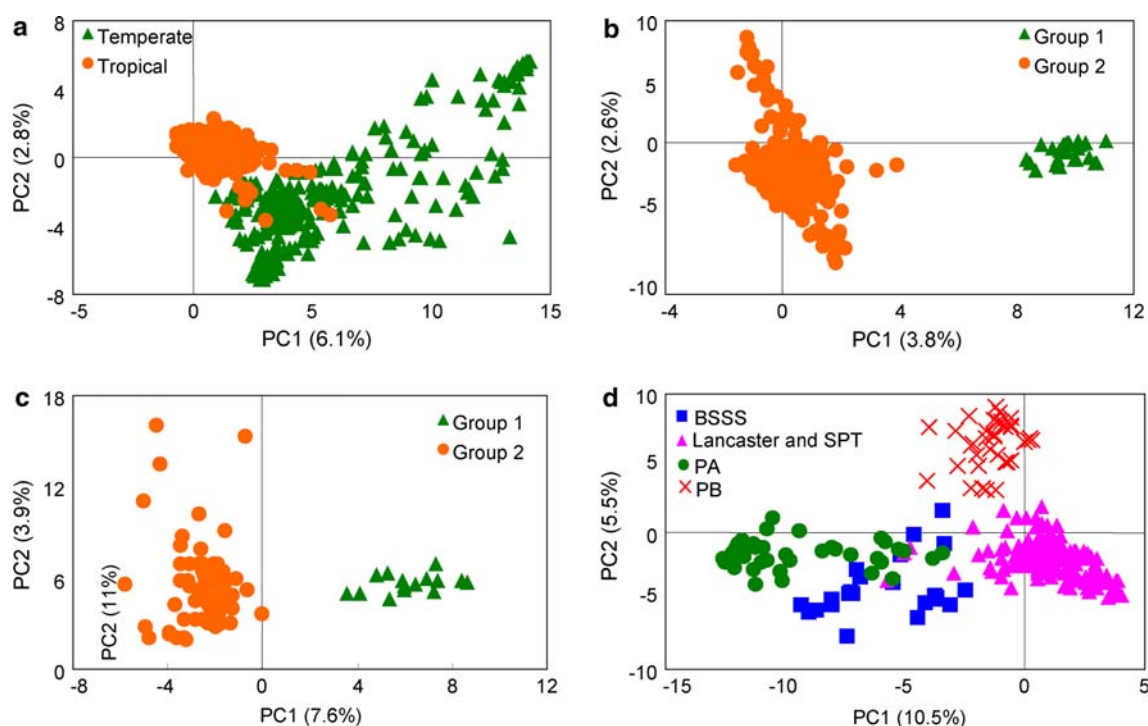 a
8
4
0
-4
-8
PC2 (2.8%)
Temperate
Tropical
-5
0
5
10
15
PC1 (6.1%)
b
10
5
0
-5
-10
PC2 (2.6%)
Group 1
Group 2
-4
0
4
8
12
PC1 (3.8%)
c
18
12
6
0
PC2 (3.9%)
PC2 (11%)
Group 1
Group 2
-8
-4
0
4
8
12
PC1 (7.6%)
d
10
5
0
-5
-10
PC2 (5.5%)
BSSS
Lancaster and SPT
PA
PB
-15
-10
-5
0
5
PC1 (10.5%)